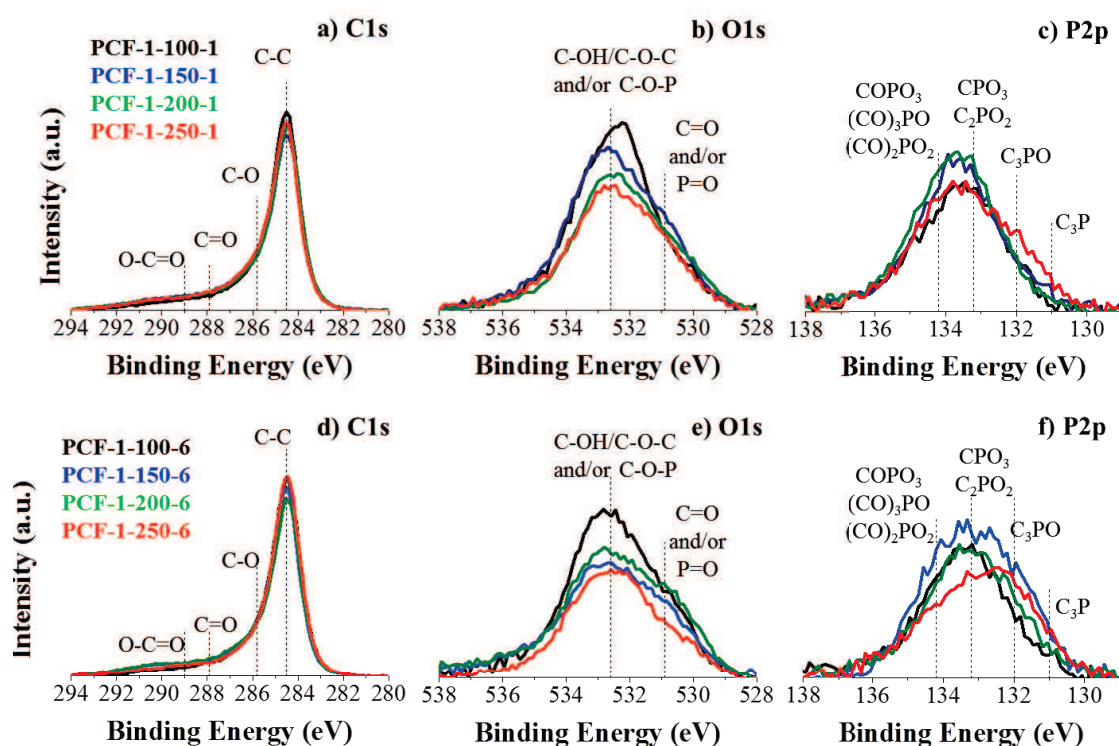 a) C1s
b) O1s
c) P2p
PCF-1-100-1
PCF-1-150-1
PCF-1-200-1
PCF-1-250-1
C-C
C-O
C=O
O-C=O
C-OH/C-O-C
and/or C-O-P
C=O
and/or
P=O
COPO₃
(CO)₃PO
(CO)₂PO₂
CPO₃
C₂PO₂
C₃PO
C₃P
Intensity (a.u.)
294 292 290 288 286 284 282 280
538 536 534 532 530 528
138 136 134 132 130
Binding Energy (eV)
Binding Energy (eV)
Binding Energy (eV)
d) C1s
e) O1s
f) P2p
PCF-1-100-6
PCF-1-150-6
PCF-1-200-6
PCF-1-250-6
C-C
C-O
C=O
O-C=O
C-OH/C-O-C
and/or C-O-P
C=O
and/or
P=O
COPO₃
(CO)₃PO
(CO)₂PO₂
CPO₃
C₂PO₂
C₃PO
C₃P
Intensity (a.u.)
294 292 290 288 286 284 282 280
538 536 534 532 530 528
138 136 134 132 130
Binding Energy (eV)
Binding Energy (eV)
Binding Energy (eV)